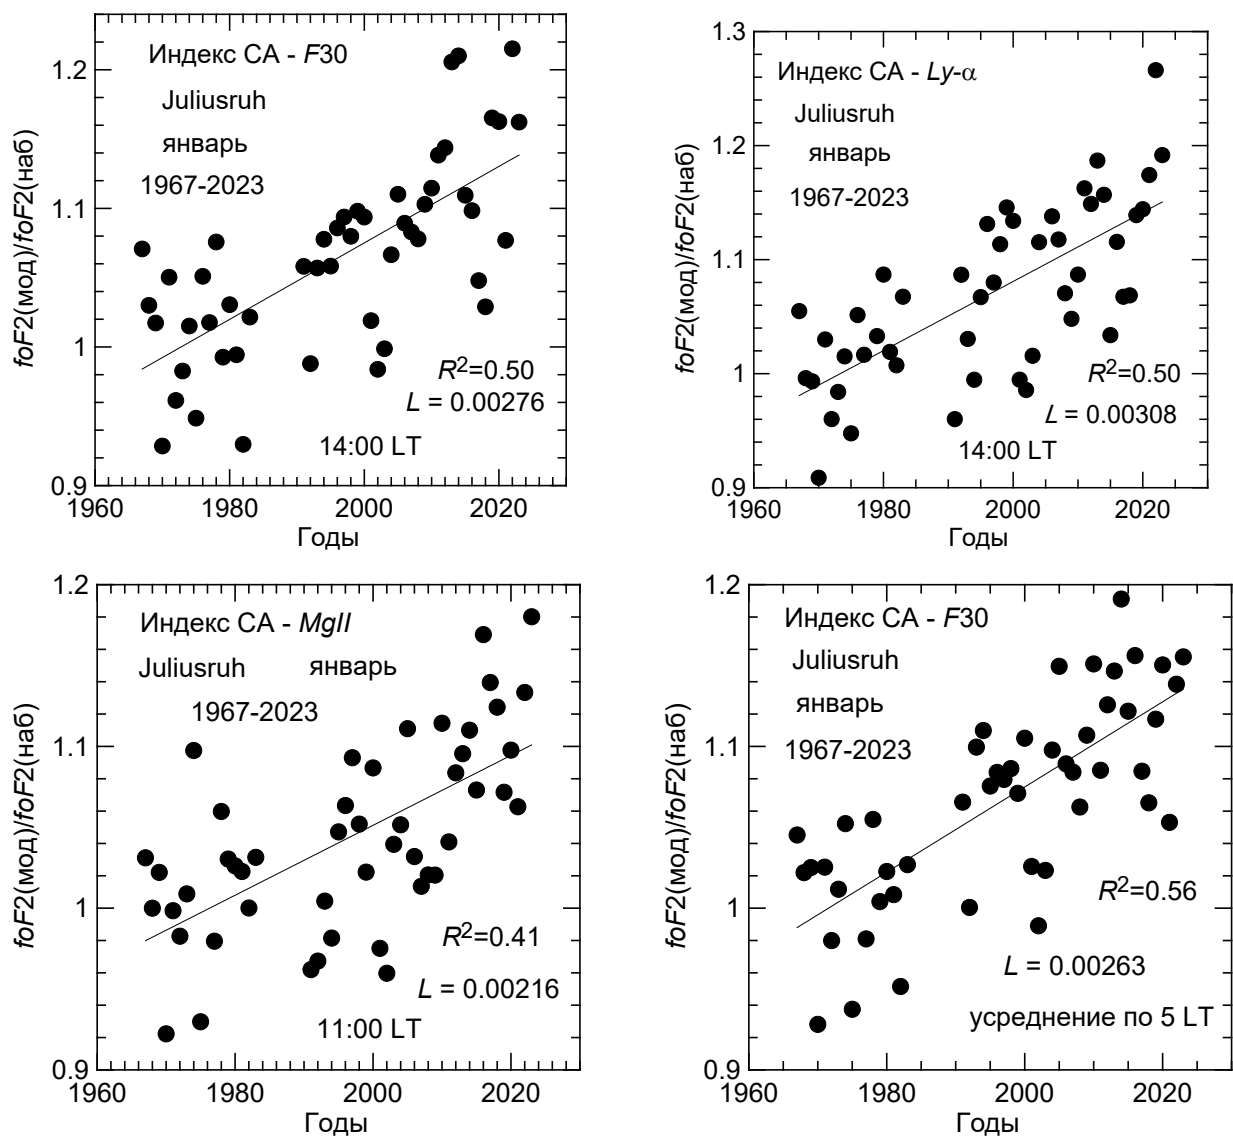 1.2
1.1
1
0.9
1960
1980
2000
2020
foF2(мод)/foF2(наб)
Годы
Индекс СА - F30
Juliusruh
январь
1967-2023
R²=0.50
L = 0.00276
14:00 LT
1.3
1.2
1.1
1
0.9
1960
1980
2000
2020
foF2(мод)/foF2(наб)
Годы
Индекс СА - Ly-α
Juliusruh
январь
1967-2023
R²=0.50
L = 0.00308
14:00 LT
1.2
1.1
1
0.9
1960
1980
2000
2020
foF2(мод)/foF2(наб)
Годы
Индекс СА - MgII
Juliusruh январь
1967-2023
R²=0.41
L = 0.00216
11:00 LT
1.2
1.1
1
0.9
1960
1980
2000
2020
foF2(мод)/foF2(наб)
Годы
Индекс СА - F30
Juliusruh
январь
1967-2023
R²=0.56
L = 0.00263
усреднение по 5 LT